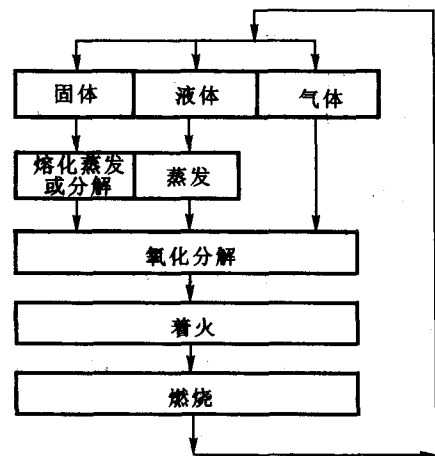 固体 液体 气体
熔化蒸发
或分解
蒸发
氧化分解
着火
燃烧